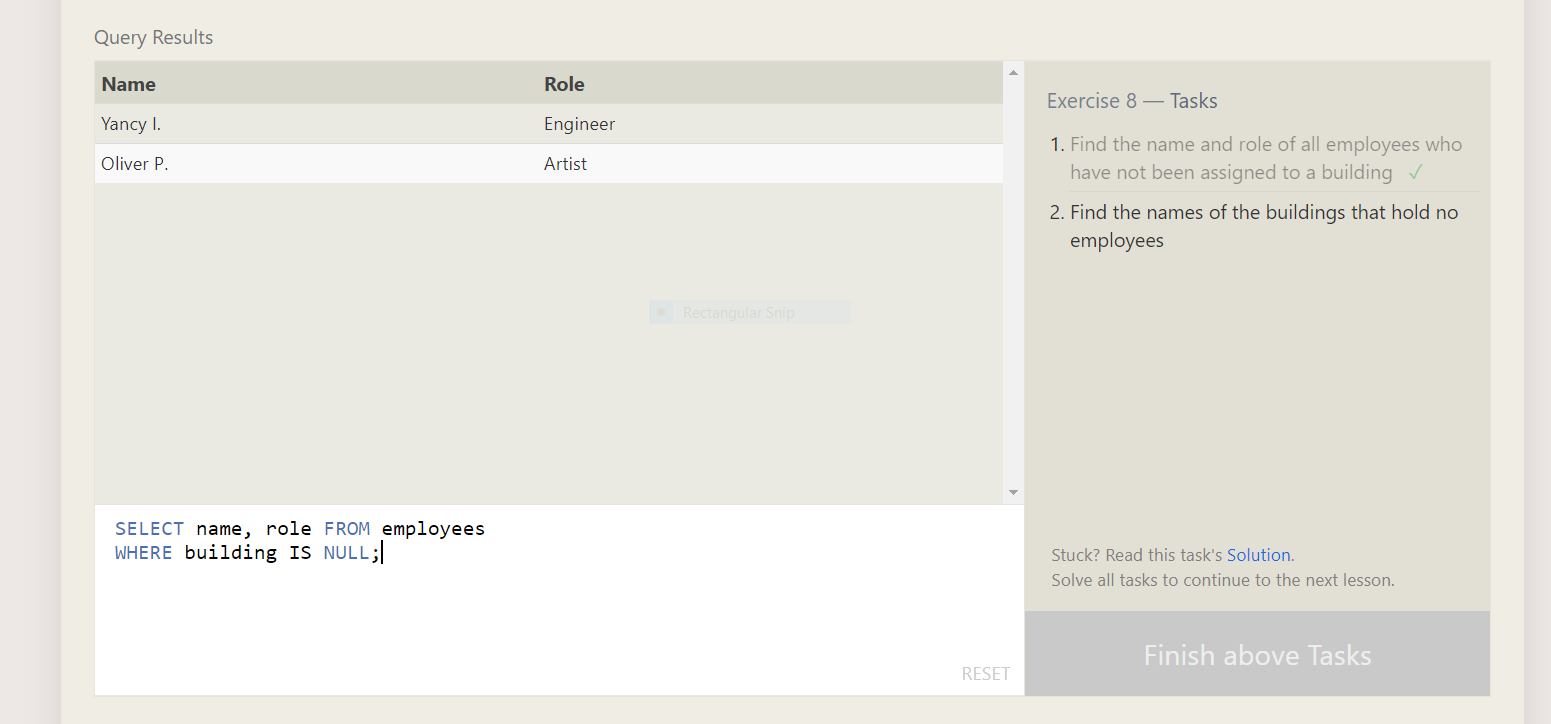 Query Results
Name Role
Yancy I. Engineer
Oliver P. Artist
Rectangular Snip
SELECT name, role FROM employees
WHERE building IS NULL;
RESET
Exercise 8 — Tasks
1. Find the name and role of all employees who
have not been assigned to a building ✓
2. Find the names of the buildings that hold no
employees
Stuck? Read this task's Solution.
Solve all tasks to continue to the next lesson.
Finish above Tasks